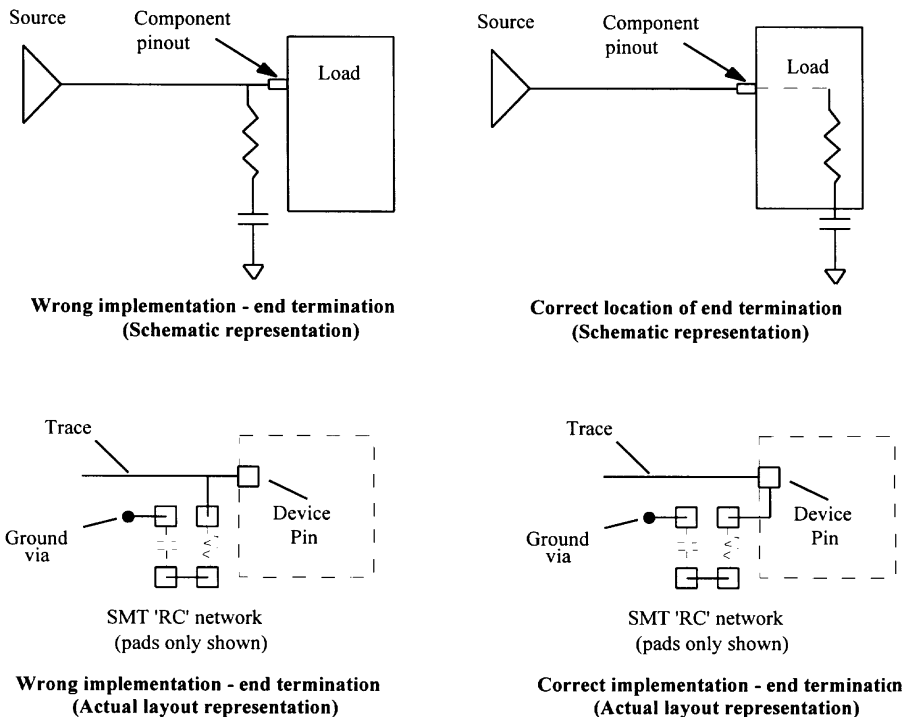 Source
Component
pinout
Load
Wrong implementation - end termination
(Schematic representation)
Source
Component
pinout
Load
Correct location of end termination
(Schematic representation)
Trace
Ground
via
Device
Pin
SMT 'RC' network
(pads only shown)
Wrong implementation - end termination
(Actual layout representation)
Trace
Ground
via
Device
Pin
SMT 'RC' network
(pads only shown)
Correct implementation - end termination
(Actual layout representation)